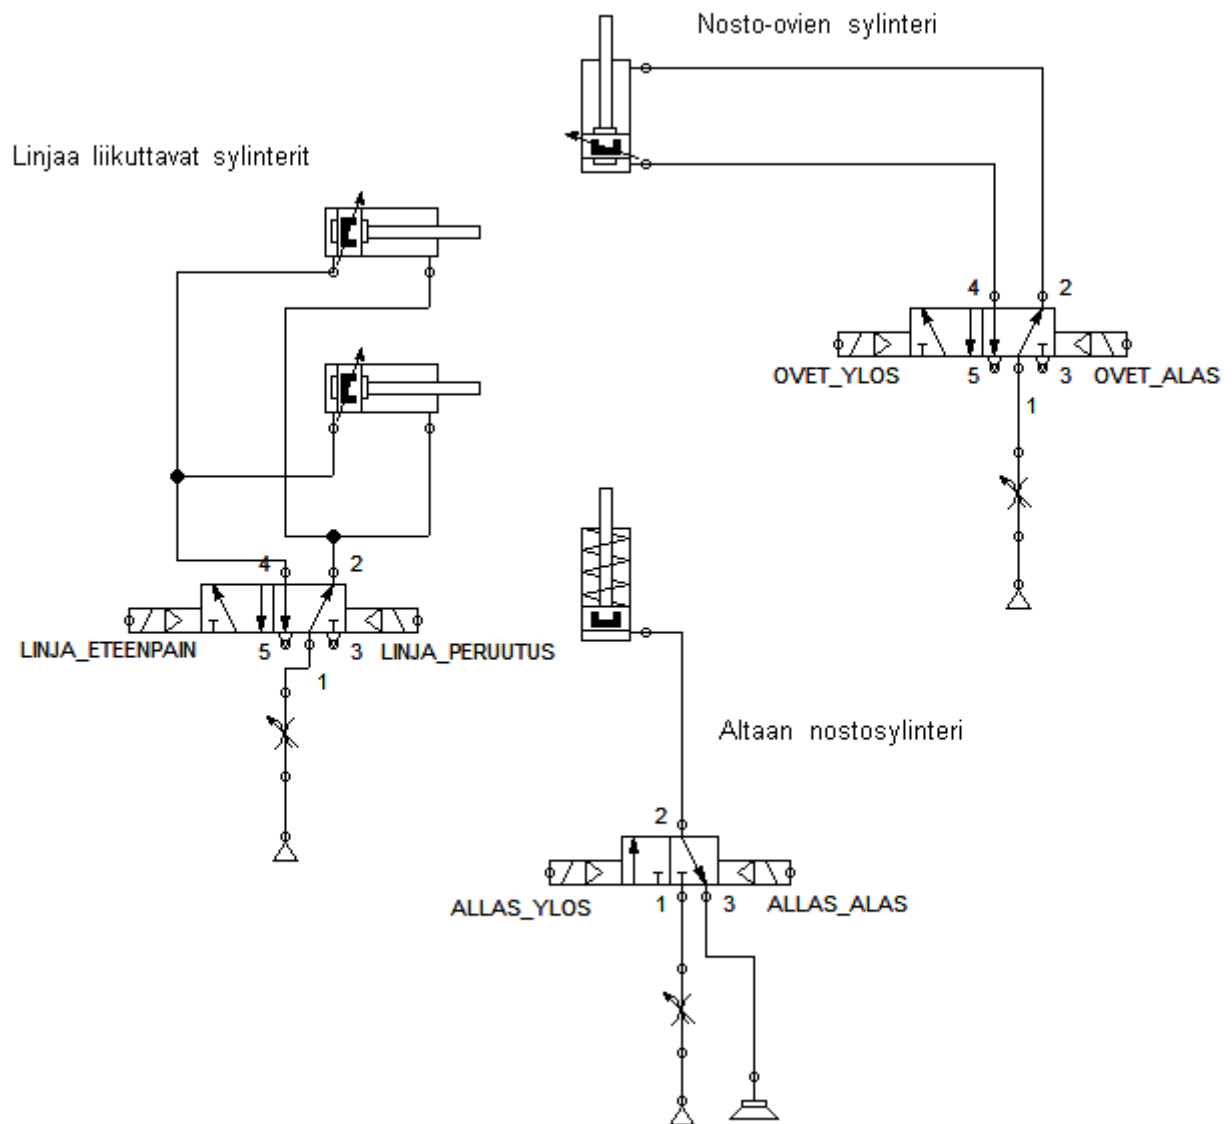 Nosto-ovien sylinteri
Linjaa liikuttavat sylinterit
4 2
OVET_YLOS 5 3 OVET_ALAS
1
4 2
LINJA_ETEENPAIN 5 3 LINJA_PERUUTUS
1
Altaan nostosylinteri
2
ALLAS_YLOS 1 3 ALLAS_ALAS